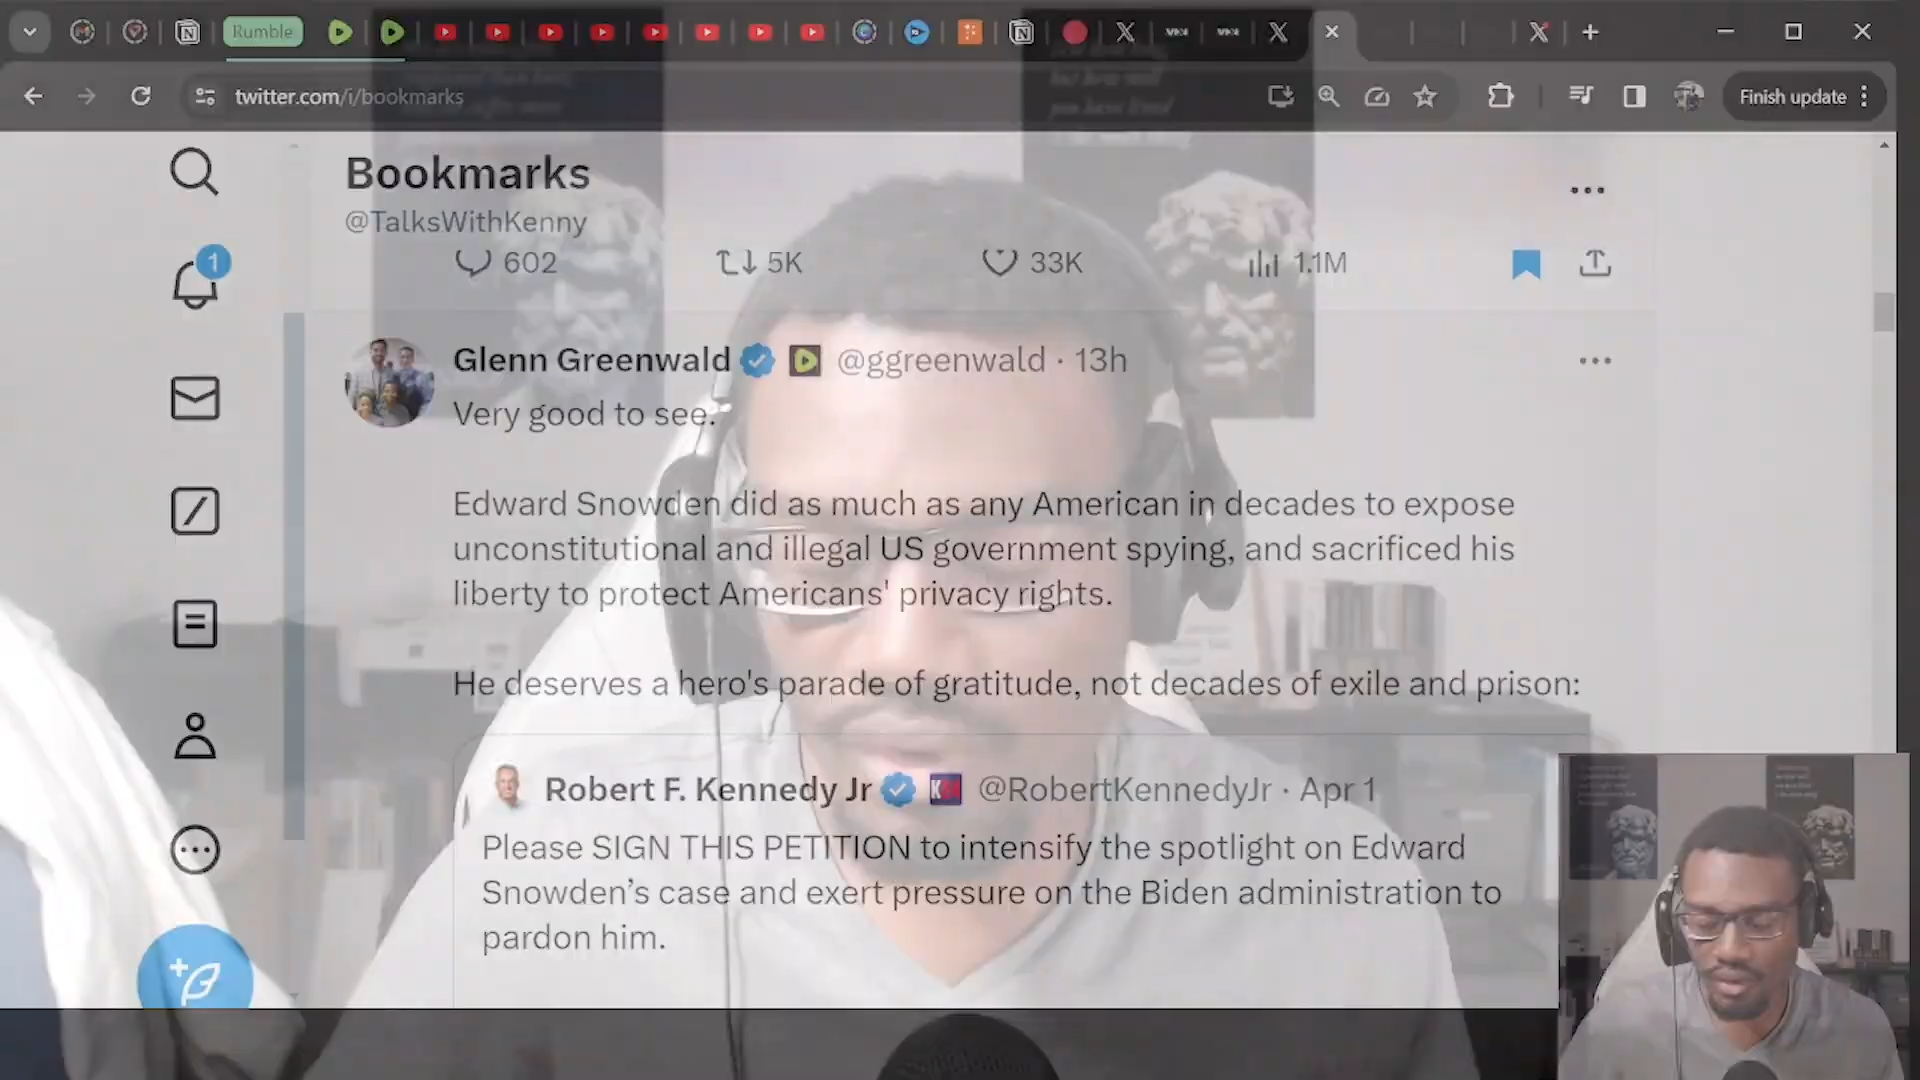 Rumble
twitter.com/i/bookmarks
Finish update
Bookmarks
@TalksWithKenny
602 5K 33K 1.1M
1
Glenn Greenwald @ggreenwald · 13h
Very good to see.
Edward Snowden did as much as any American in decades to expose
unconstitutional and illegal US government spying, and sacrificed his
liberty to protect Americans' privacy rights.
He deserves a hero's parade of gratitude, not decades of exile and prison:
Robert F. Kennedy Jr @RobertKennedyJr · Apr 1
Please SIGN THIS PETITION to intensify the spotlight on Edward
Snowden’s case and exert pressure on the Biden administration to
pardon him.